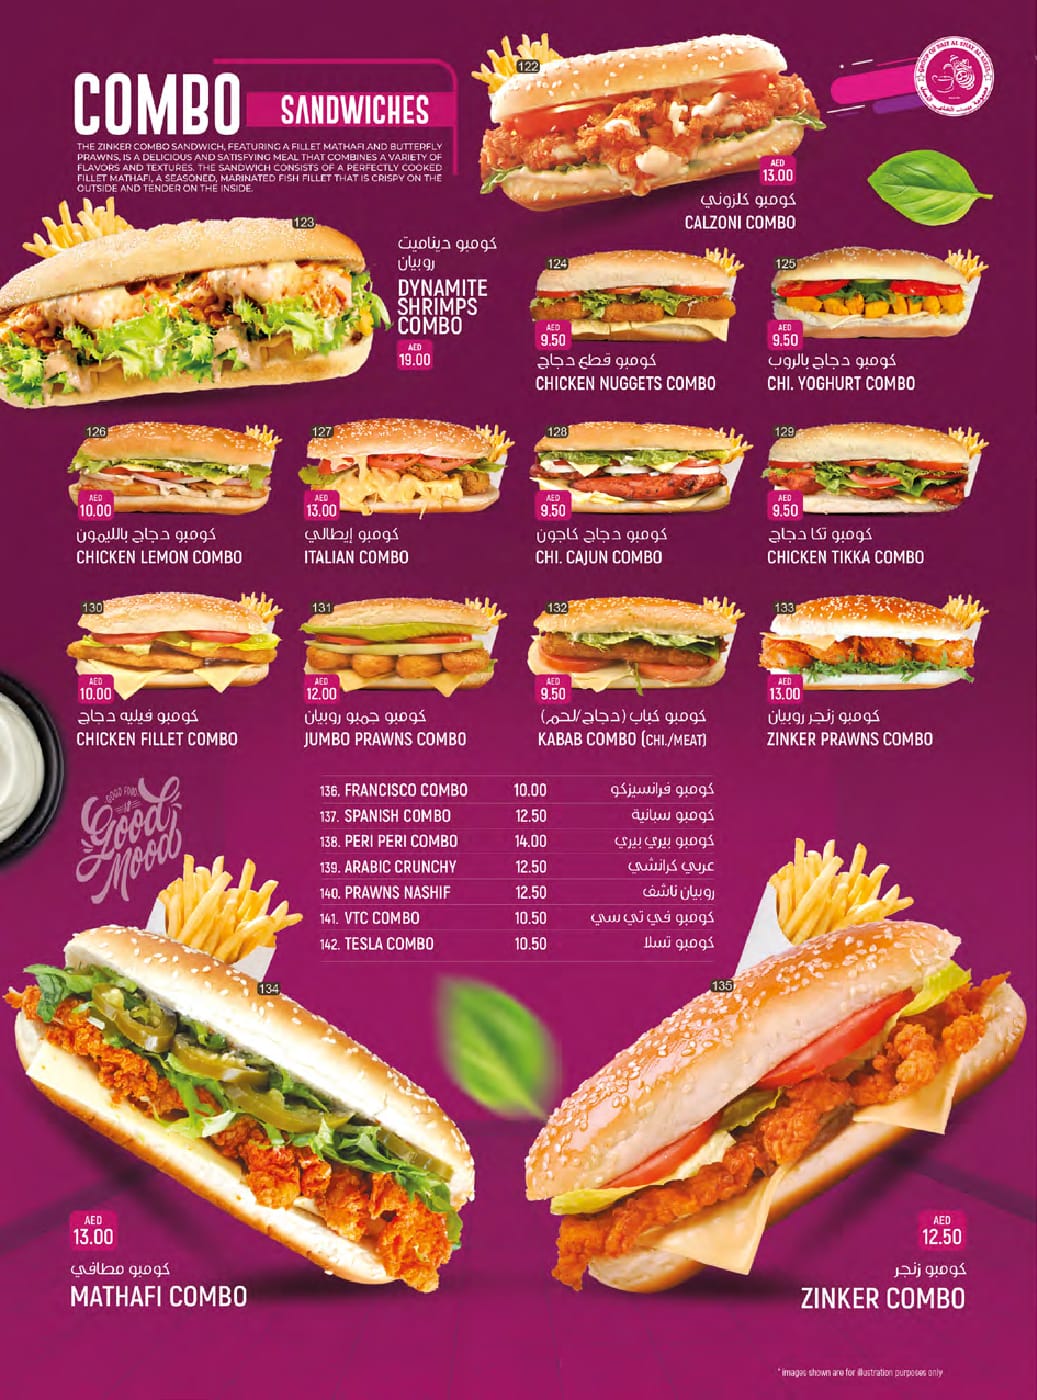 COMBO
SANDWICHES
THE ZINKER COMBO SANDWICH, FEATURING A FILLET MATHAFI AND BUTTERFLY
PRAWNS, IS A DELICIOUS AND SATISFYING MEAL THAT COMBINES A VARIETY OF
FLAVORS AND TEXTURES. THE SANDWICH CONSISTS OF A PERFECTLY COOKED
FILLET MATHAFI, A SEASONED, MARINATED FISH FILLET THAT IS CRISPY ON THE
OUTSIDE AND TENDER ON THE INSIDE.
122
AED
13.00
كومبو كالزوني
CALZONI COMBO
123
كومبو ديناميت
روبيان
DYNAMITE
SHRIMPS
COMBO
AED
19.00
124
AED
9.50
كومبو قطع دجاج
CHICKEN NUGGETS COMBO
125
AED
9.50
كومبو دجاج بالروب
CHI. YOGHURT COMBO
126
AED
10.00
كومبو دجاج بالليمون
CHICKEN LEMON COMBO
127
AED
13.00
كومبو إيطالي
ITALIAN COMBO
128
AED
9.50
كومبو دجاج كاجون
CHI. CAJUN COMBO
129
AED
9.50
كومبو تكا دجاج
CHICKEN TIKKA COMBO
130
AED
10.00
كومبو فيليه دجاج
CHICKEN FILLET COMBO
131
AED
12.00
كومبو جمبو روبيان
JUMBO PRAWNS COMBO
132
AED
9.50
كومبو كباب (دجاج/لحم)
KABAB COMBO (CHI./MEAT)
133
AED
13.00
كومبو زنجر روبيان
ZINKER PRAWNS COMBO
GOOD FOOD
IS
Good
Mood
136. FRANCISCO COMBO 10.00 كومبو فرانسيزكو
137. SPANISH COMBO 12.50 كومبو سبانية
138. PERI PERI COMBO 14.00 كومبو بيري بيري
139. ARABIC CRUNCHY 12.50 عربي كرانشي
140. PRAWNS NASHIF 12.50 روبيان ناشف
141. VTC COMBO 10.50 كومبو في تي سي
142. TESLA COMBO 10.50 كومبو تسلا
134
AED
13.00
كومبو مطافي
MATHAFI COMBO
135
AED
12.50
كومبو زنجر
ZINKER COMBO
* images shown are for illustration purposes only